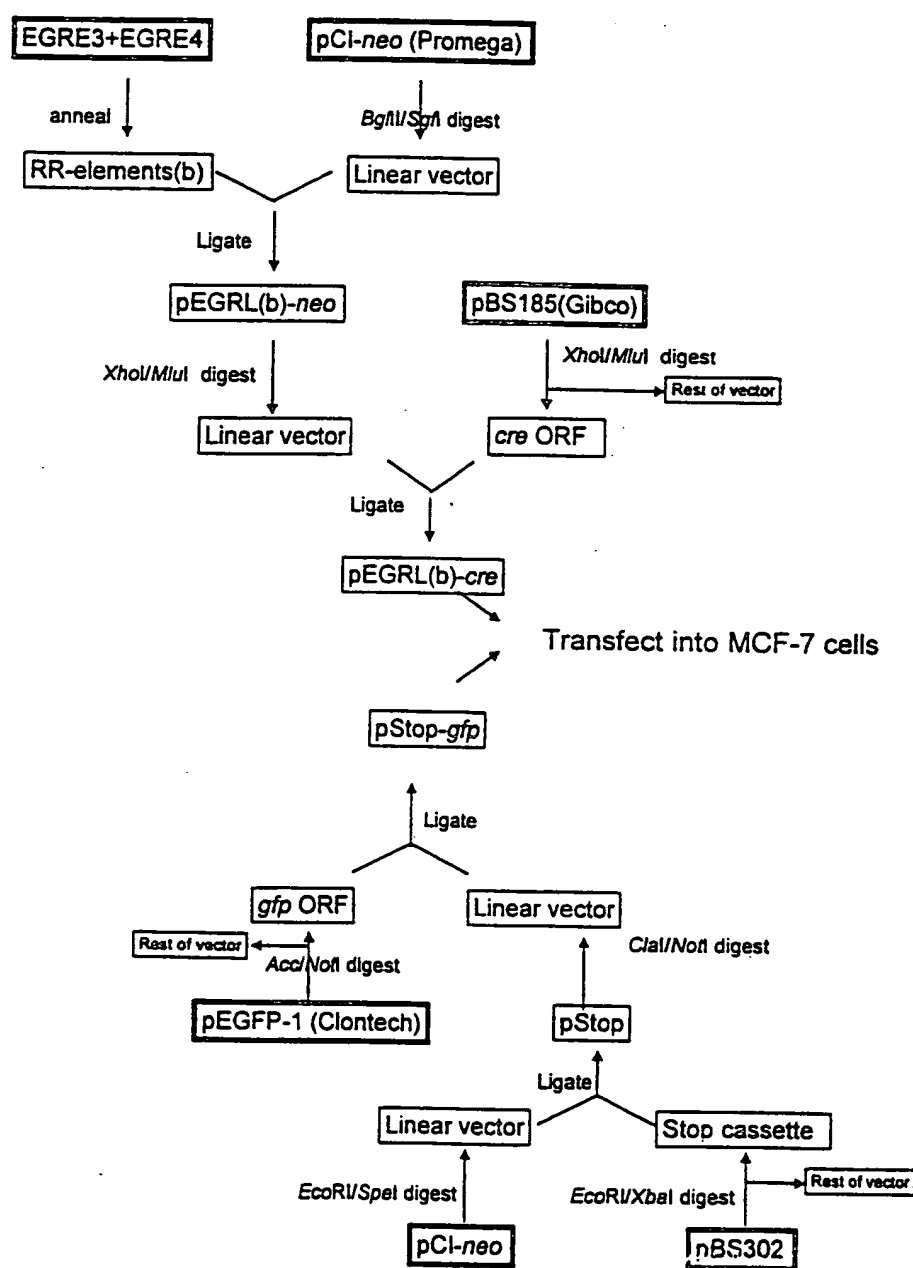 EGRE3+EGRE4
pCI-neo (Promega)
anneal
BglII/SgfI digest
RR-elements(b)
Linear vector
Ligate
pEGRL(b)-neo
pBS185(Gibco)
XhoI/MluI digest
XhoI/MluI digest
Rest of vector
Linear vector
cre ORF
Ligate
pEGRL(b)-cre
Transfect into MCF-7 cells
pStop-gfp
Ligate
gfp ORF
Linear vector
Rest of vector
ClaI/NotI digest
Acc/NotI digest
pEGFP-1 (Clontech)
pStop
Ligate
Linear vector
Stop cassette
EcoRI/SpeI digest
EcoRI/XbaI digest
Rest of vector
pCI-neo
pBS302